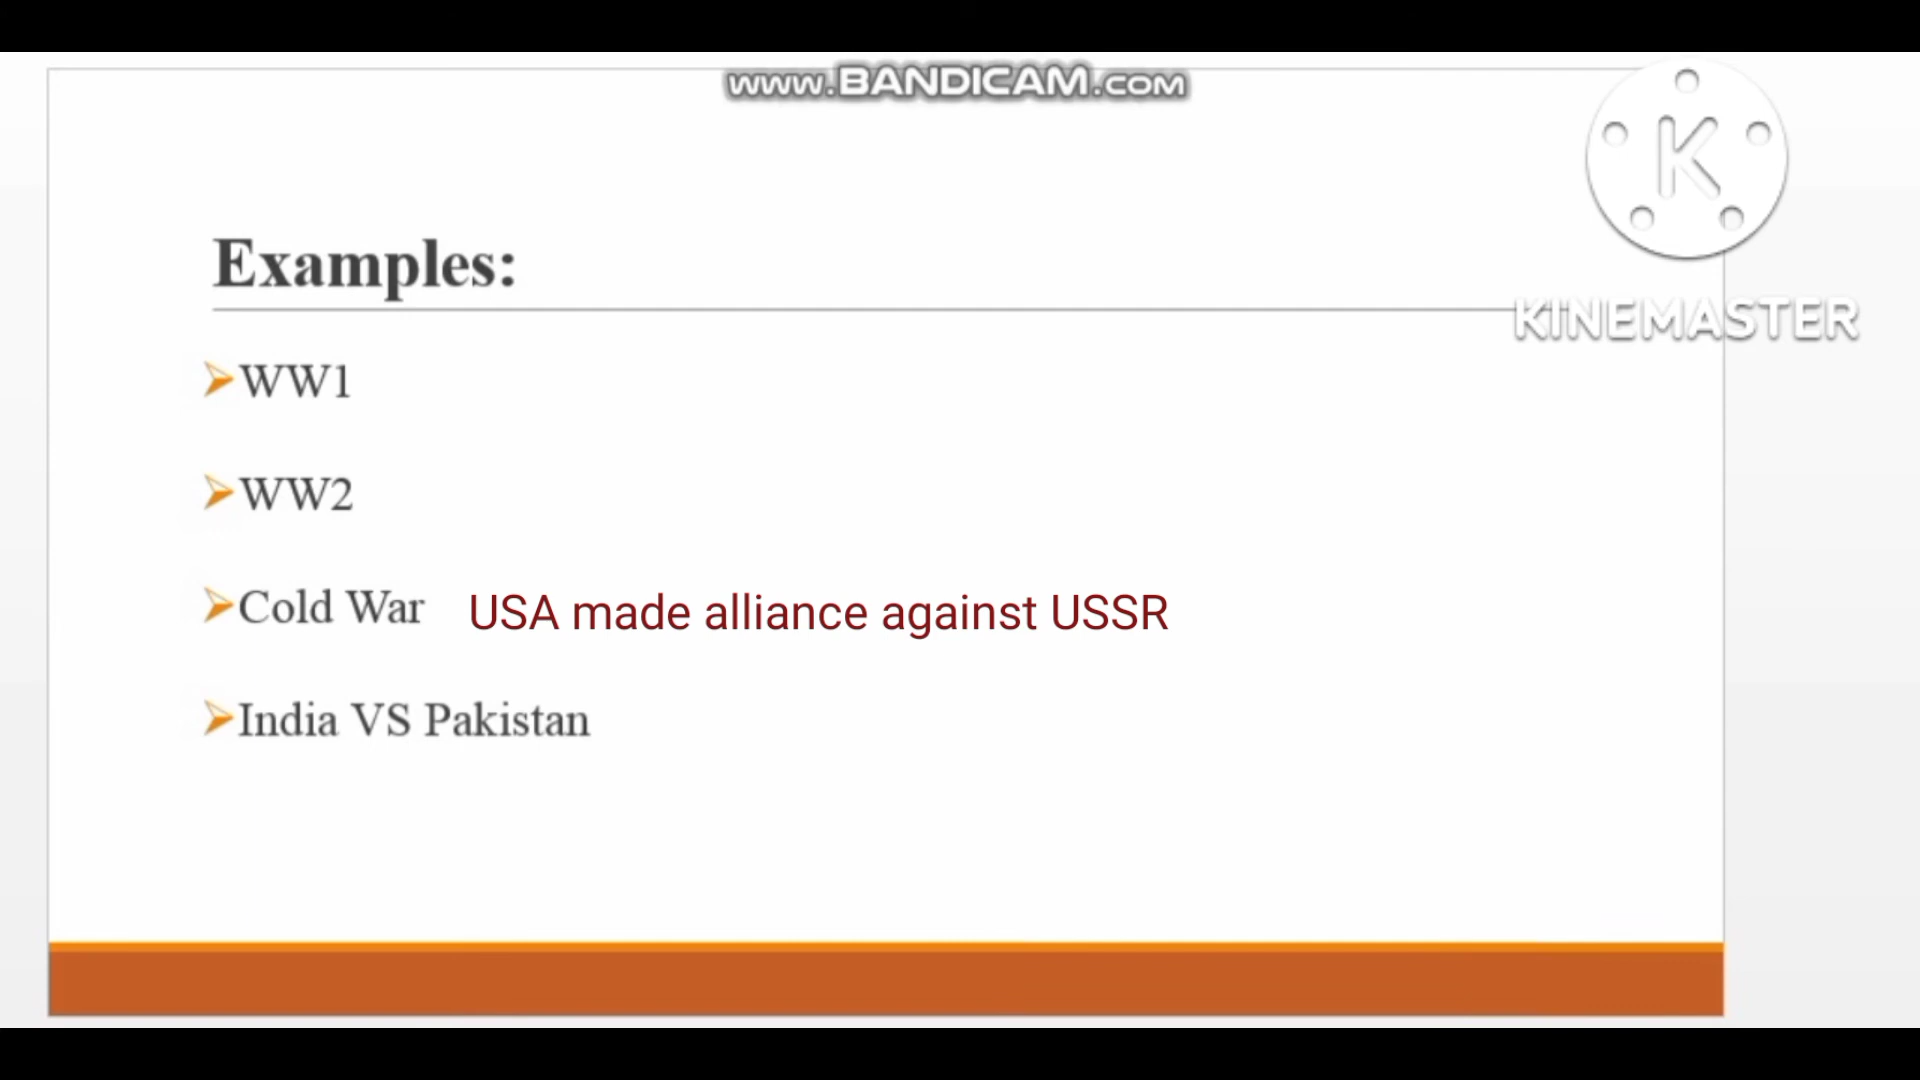 www.BANDICAM.com
K
KINEMASTER
Examples:
WW1
WW2
Cold War USA made alliance against USSR
India VS Pakistan